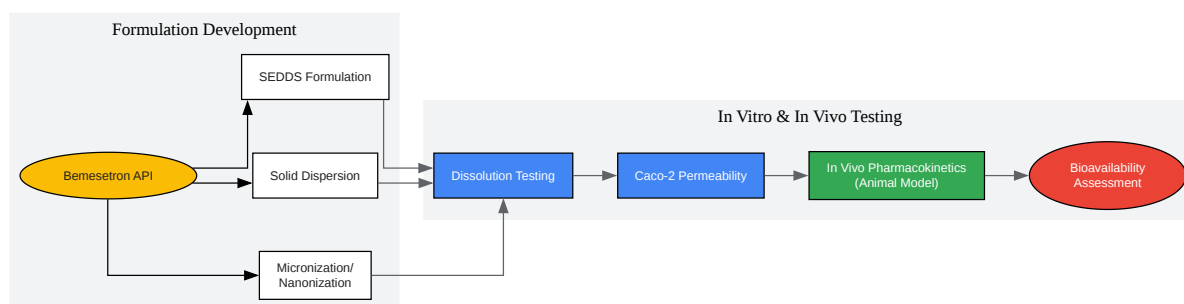 Formulation Development
SEDDS Formulation
In Vitro & In Vivo Testing
Bemesetron API
Solid Dispersion
Dissolution Testing
Caco-2 Permeability
In Vivo Pharmacokinetics
(Animal Model)
Bioavailability
Assessment
Micronization/
Nanonization